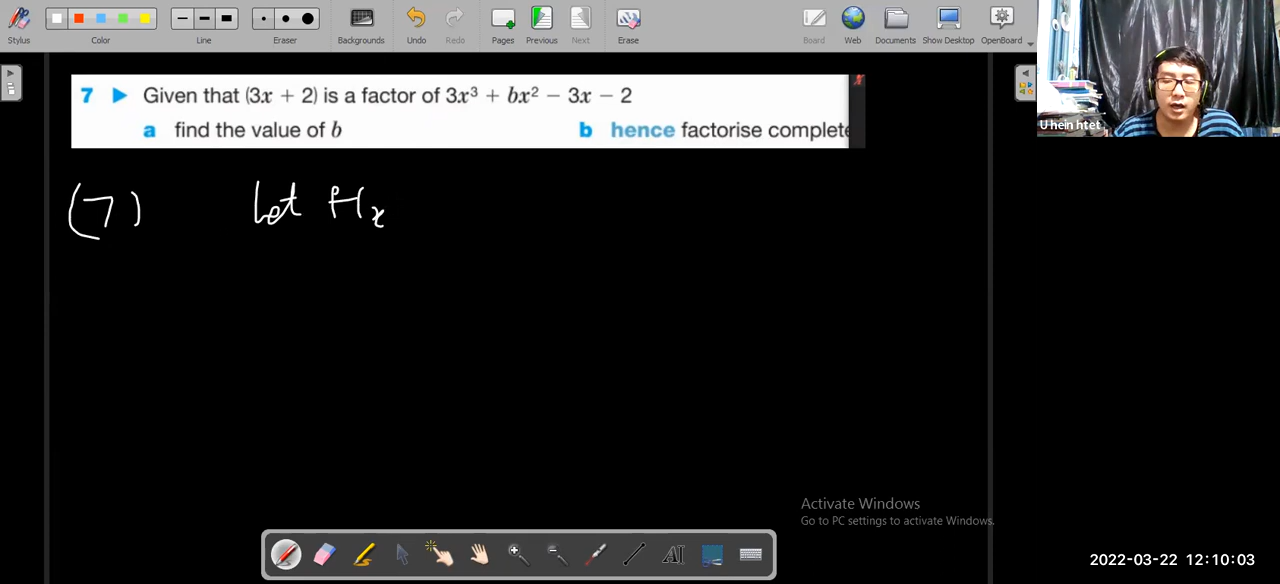 Stylus Color Line Eraser Backgrounds Undo Redo Pages Previous Next Erase Board Web Documents Show Desktop OpenBoard
U hein htet
7 ▶ Given that (3x + 2) is a factor of 3x³ + bx² − 3x − 2
a find the value of b b hence factorise complete
(7) Let Hx
Activate Windows
Go to PC settings to activate Windows.
AI
2022-03-22 12:10:03